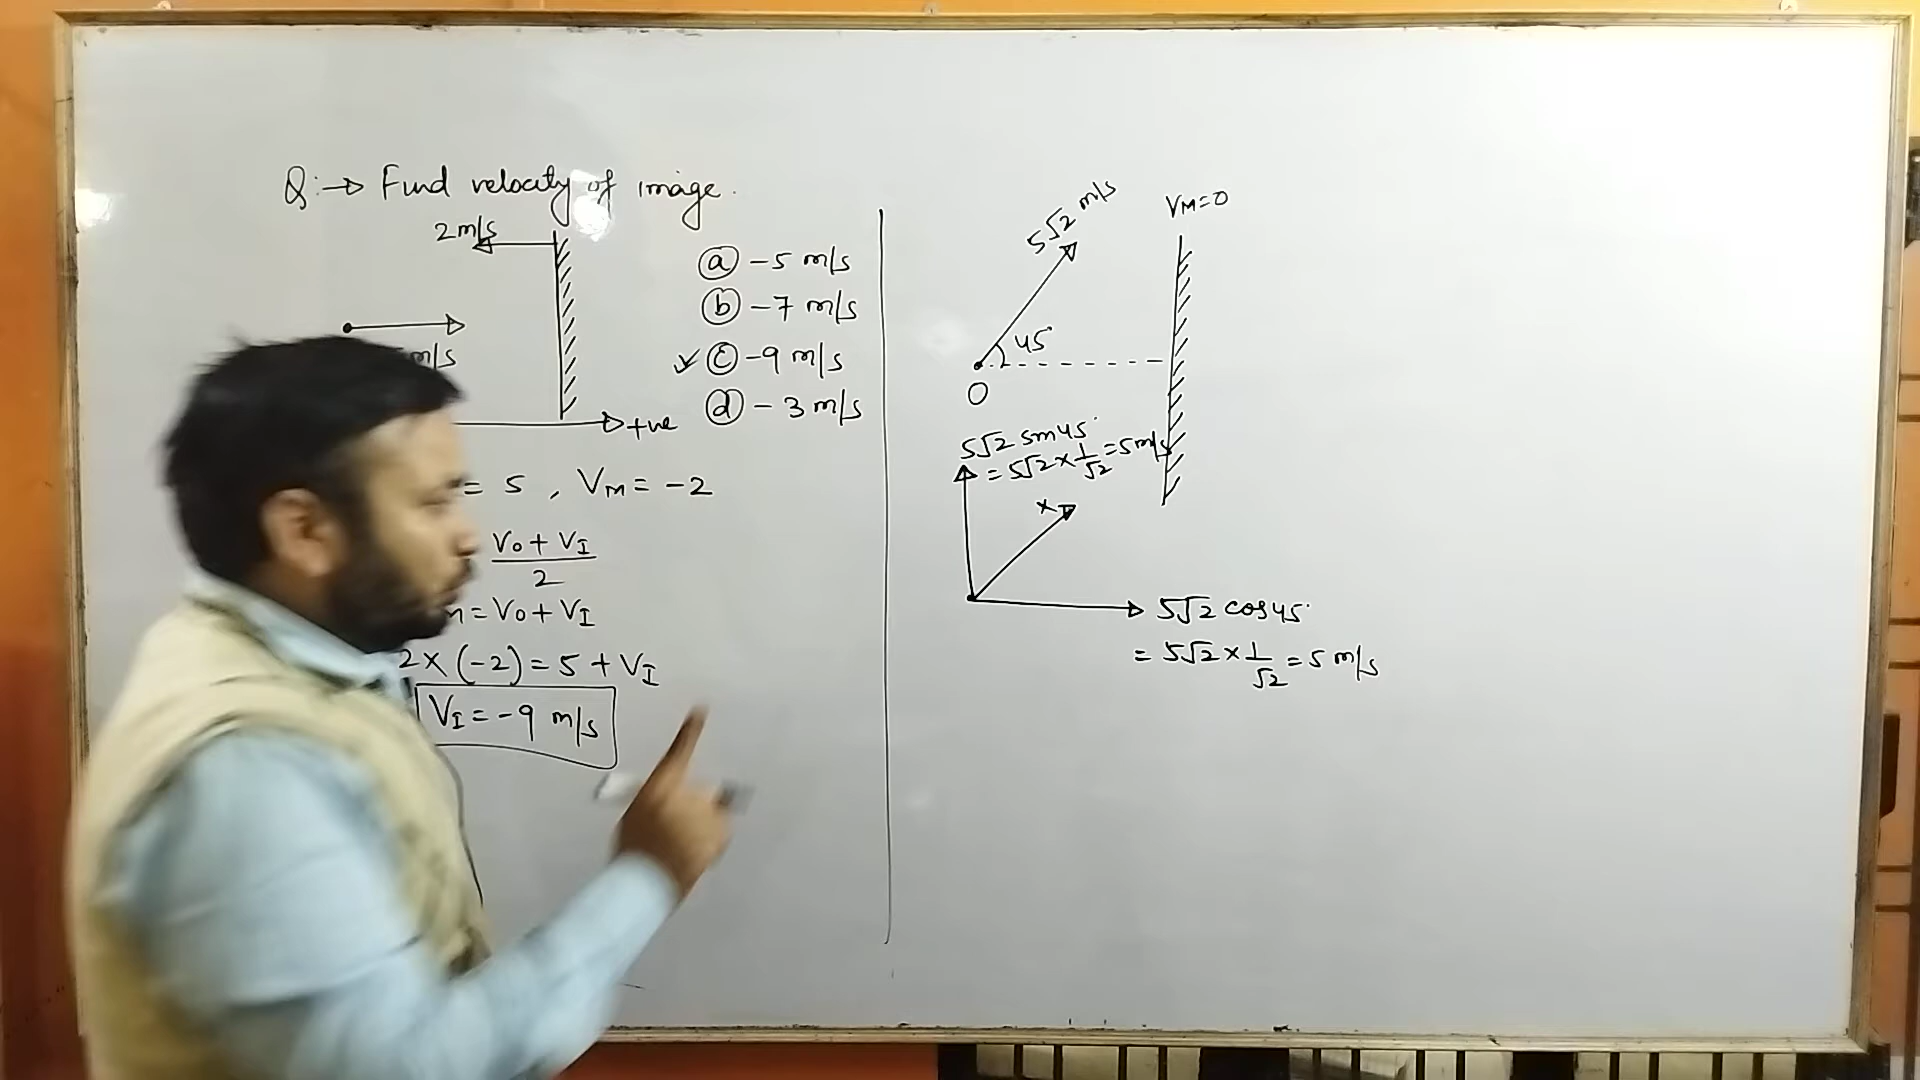 Q:→ Find velocity of image.
2m/s
m/s
+ve
ⓐ -5 m/s
ⓑ -7 m/s
✓ ⓒ -9 m/s
ⓓ -3 m/s
= 5 , VM = -2
VO + VI
2
= VO + VI
2×(-2) = 5 + VI
VI = -9 m/s
5√2 m/s
VM=0
45°
O
5√2 sin45°
= 5√2 × 1/√2 = 5m/s
5√2 cos45°
= 5√2 × 1/√2 = 5 m/s